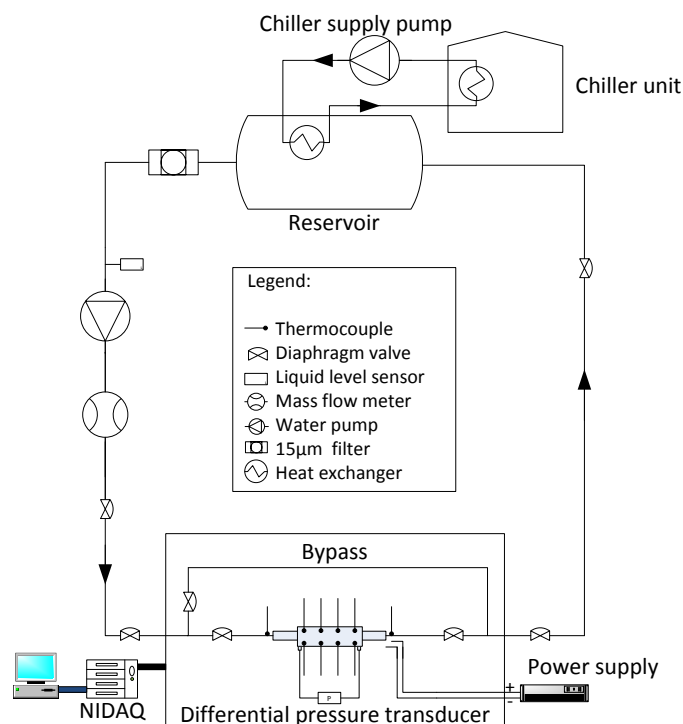 Chiller supply pump
Chiller unit
Reservoir
Legend:
Thermocouple
Diaphragm valve
Liquid level sensor
Mass flow meter
Water pump
15µm filter
Heat exchanger
Bypass
P
+
-
Power supply
NIDAQ
Differential pressure transducer